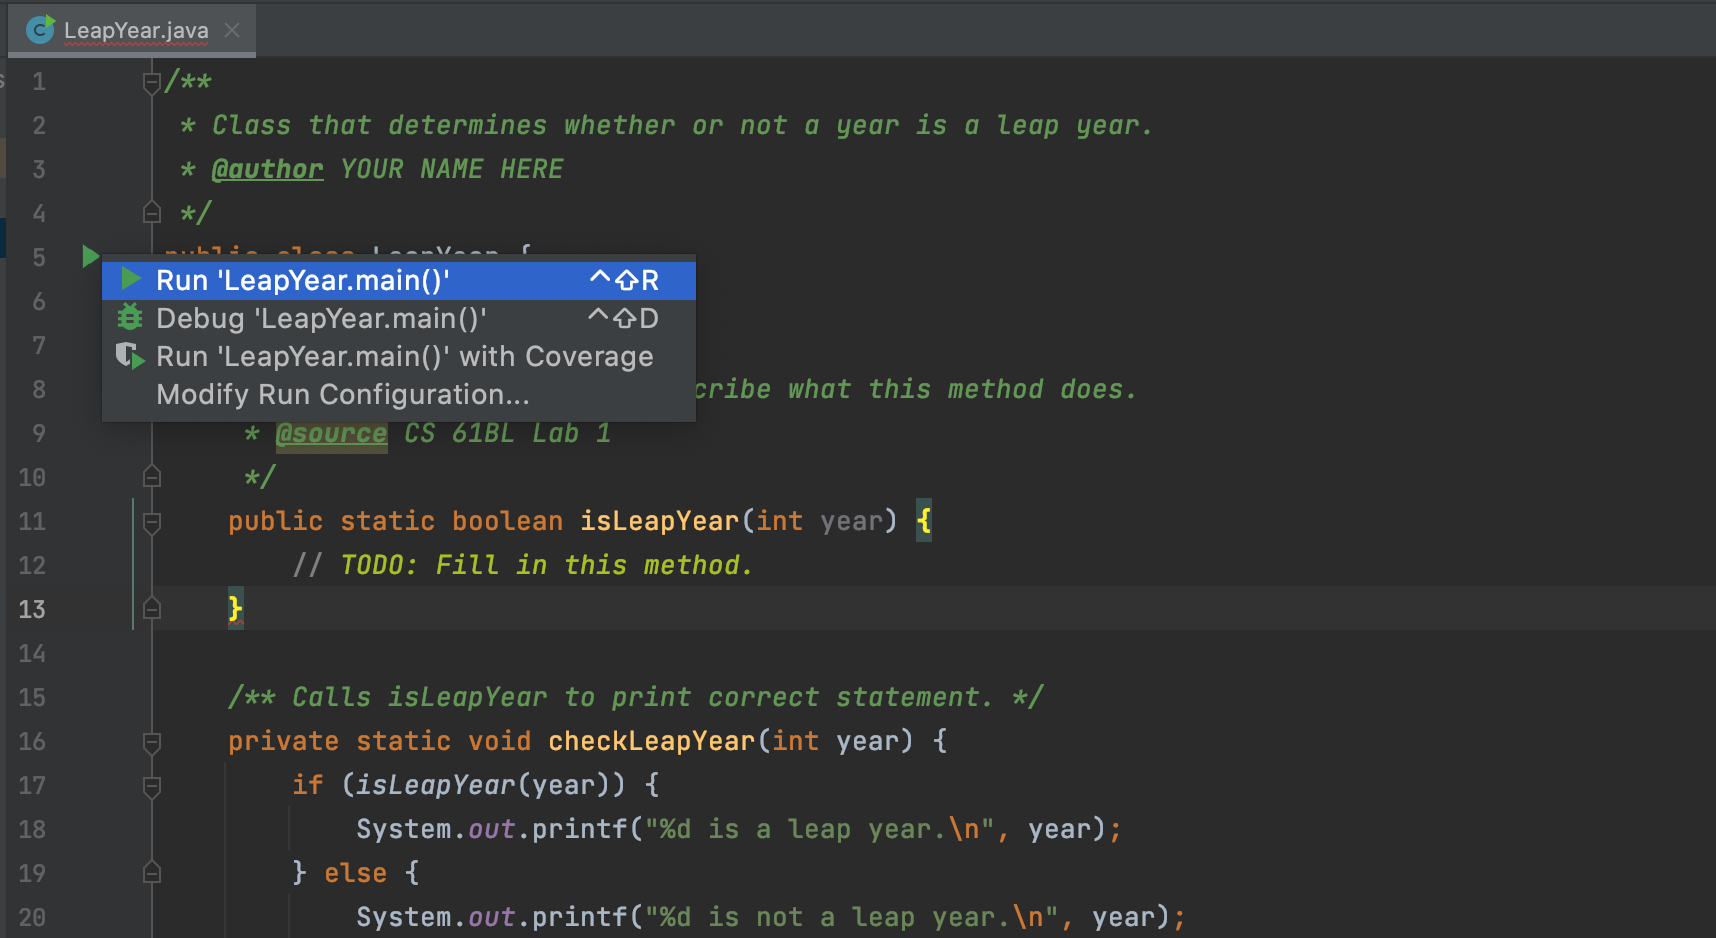 LeapYear.java
1 /**
2 * Class that determines whether or not a year is a leap year.
3 * @author YOUR NAME HERE
4 */
5 public class LeapYear {
Run 'LeapYear.main()' ^⇧R
6
Debug 'LeapYear.main()' ^⇧D
7 Run 'LeapYear.main()' with Coverage
8 cribe what this method does.
Modify Run Configuration...
9 * @source CS 61BL Lab 1
10 */
11 public static boolean isLeapYear(int year) {
12 // TODO: Fill in this method.
13 }
14
15 /** Calls isLeapYear to print correct statement. */
16 private static void checkLeapYear(int year) {
17 if (isLeapYear(year)) {
18 System.out.printf("%d is a leap year.\n", year);
19 } else {
20 System.out.printf("%d is not a leap year.\n", year);